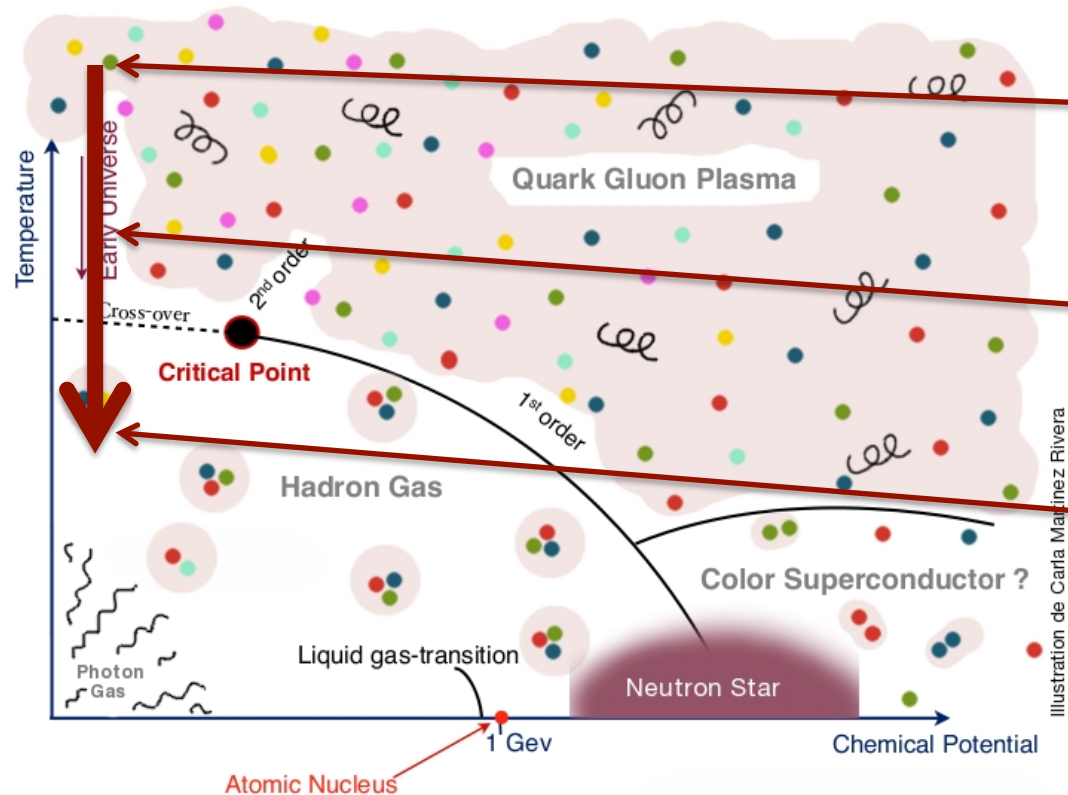 Quark Gluon Plasma
Temperature
Early Universe
2nd order
Cross-over
Critical Point
1st order
Hadron Gas
Color Superconductor ?
Liquid gas-transition
Photon
Gas
Neutron Star
1 Gev
Chemical Potential
Atomic Nucleus
Illustration de Carla Martinez Rivera